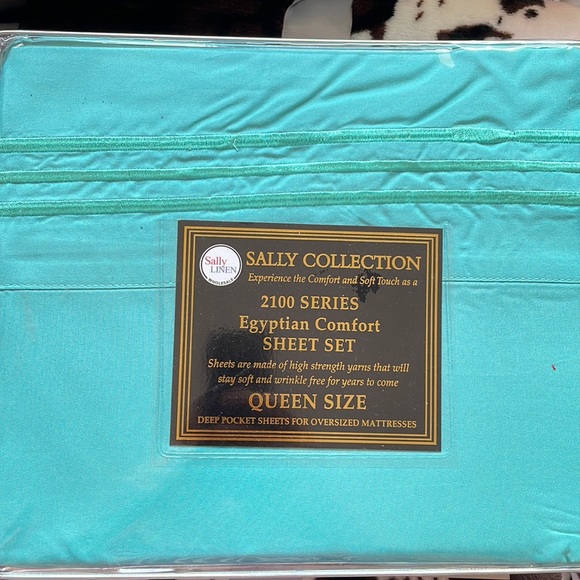 Sally
LINEN
WHOLESALE
SALLY COLLECTION
Experience the Comfort and Soft Touch as a
2100 SERIES
Egyptian Comfort
SHEET SET
Sheets are made of high strength yarns that will
stay soft and wrinkle free for years to come
QUEEN SIZE
DEEP POCKET SHEETS FOR OVERSIZED MATTRESSES